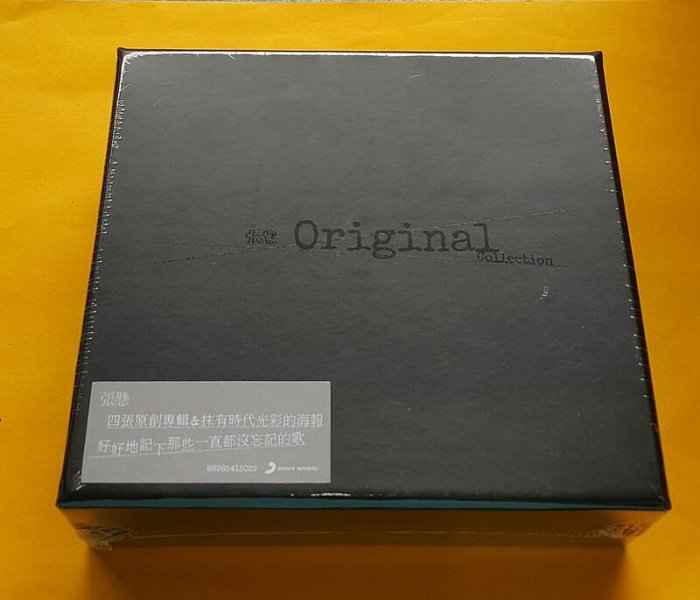 張懸 Original
Collection
張懸
四張原創專輯&抹有時代光彩的海報
好好地記下那些一直都沒忘記的歌
88985415022 SONY MUSIC